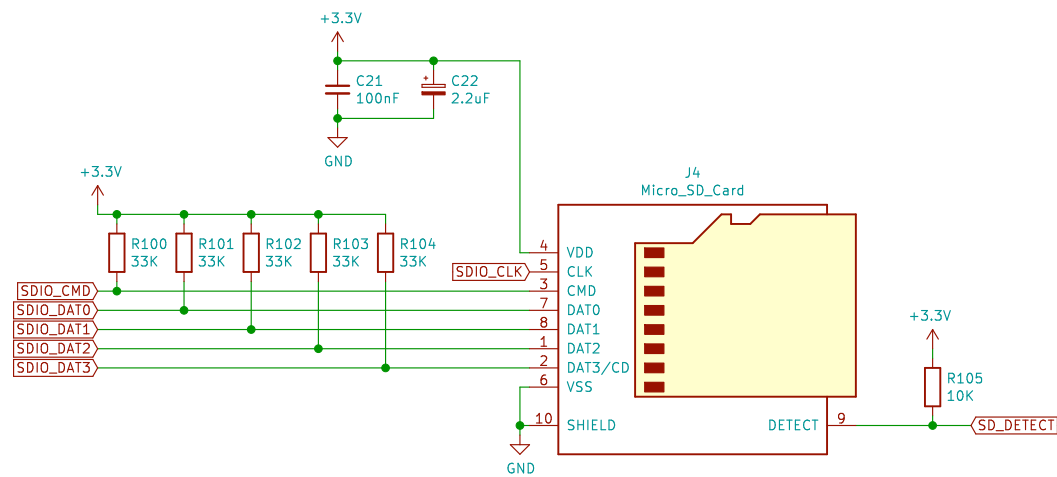 +3.3V
C21
100nF
C22
2.2uF
GND
+3.3V
J4
Micro_SD_Card
R100
33K
R101
33K
R102
33K
R103
33K
R104
33K
SDIO_CLK
SDIO_CMD
SDIO_DAT0
SDIO_DAT1
SDIO_DAT2
SDIO_DAT3
4 VDD
5 CLK
3 CMD
7 DAT0
8 DAT1
1 DAT2
2 DAT3/CD
6 VSS
10 SHIELD
DETECT 9
GND
+3.3V
R105
10K
SD_DETECT